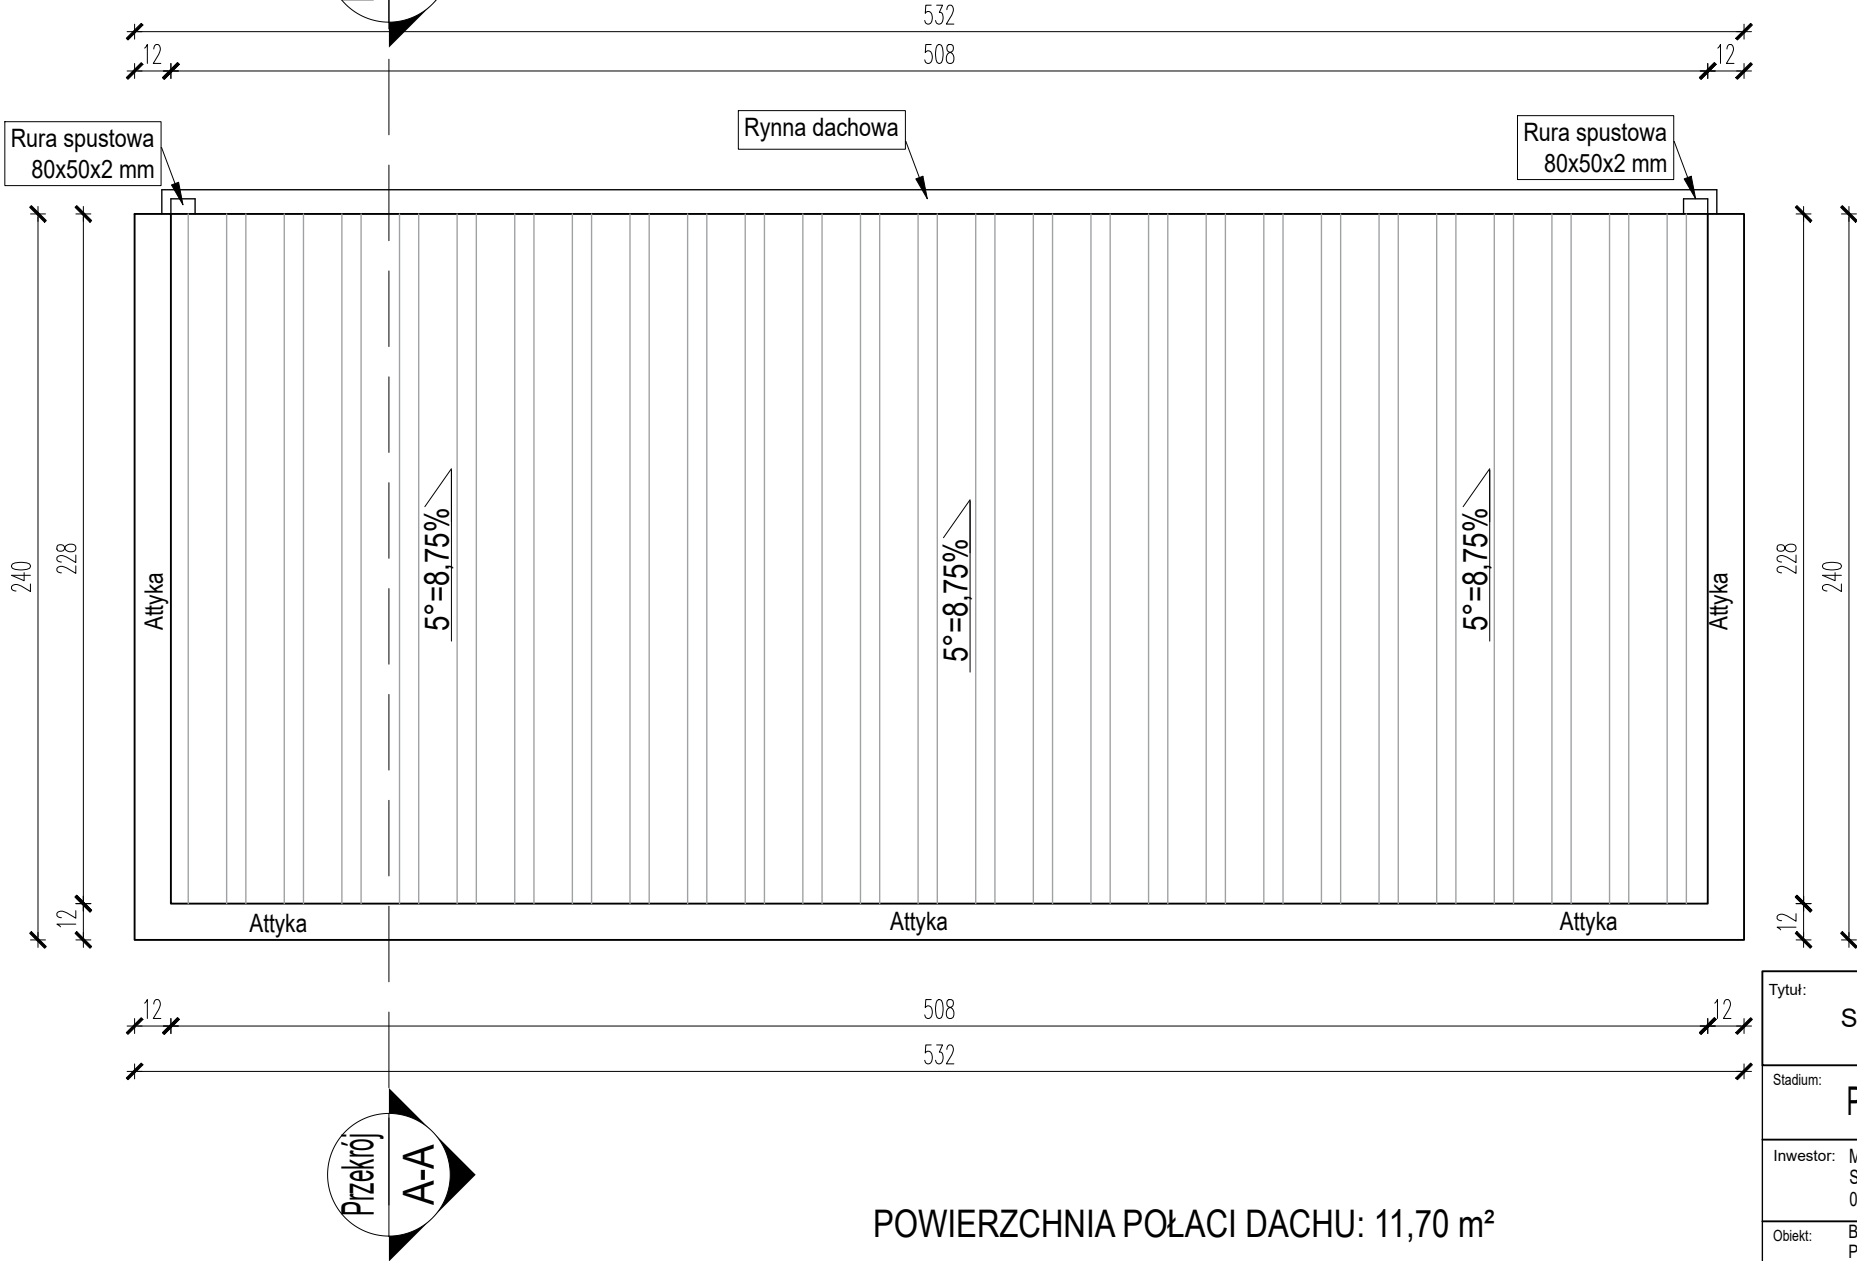 532
12
508
12
Rura spustowa
80x50x2 mm
Rynna dachowa
Rura spustowa
80x50x2 mm
240
228
12
Attyka
5°=8,75%
5°=8,75%
5°=8,75%
Attyka
228
240
12
Attyka
Attyka
Attyka
12
508
12
532
Przekrój
A-A
POWIERZCHNIA POŁACI DACHU: 11,70 m²
Tytuł:
S
Stadium:
P
Inwestor: M
S
0
Obiekt: B
P